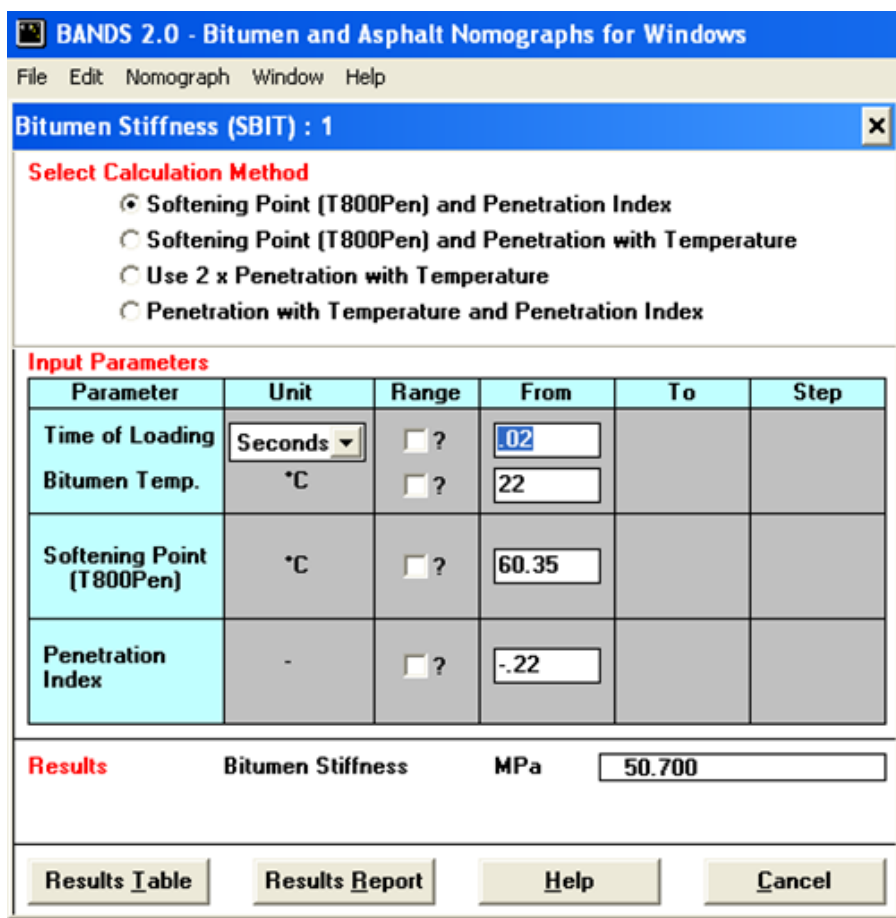 BANDS 2.0 - Bitumen and Asphalt Nomographs for Windows
File Edit Nomograph Window Help
Bitumen Stiffness (SBIT) : 1
Select Calculation Method
Softening Point (T800Pen) and Penetration Index
Softening Point (T800Pen) and Penetration with Temperature
Use 2 x Penetration with Temperature
Penetration with Temperature and Penetration Index
Input Parameters
Parameter Unit Range From To Step
Time of Loading Seconds ? .02
Bitumen Temp. °C ? 22
Softening Point
(T800Pen) °C ? 60.35
Penetration
Index - ? -.22
Results Bitumen Stiffness MPa 50.700
Results Table Results Report Help Cancel